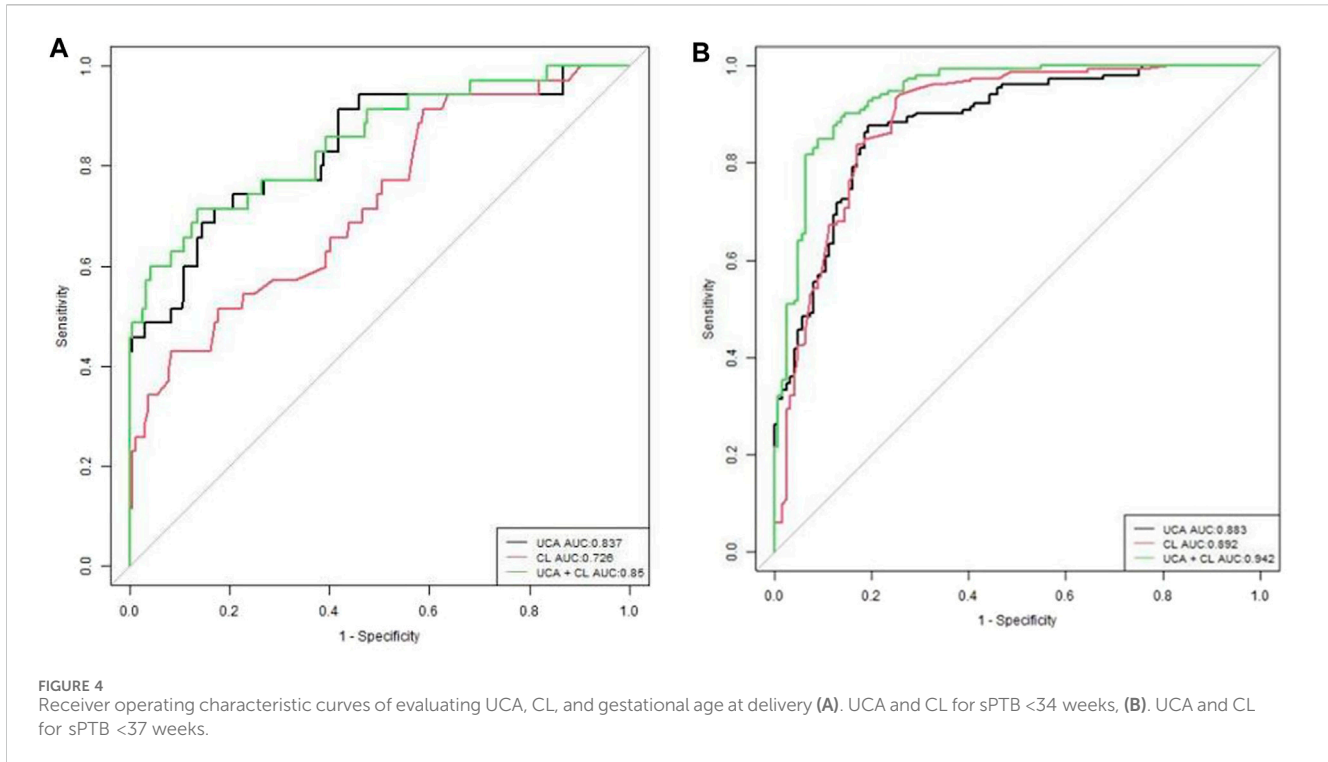 A
1.0
0.8
0.6
0.4
0.2
0.0
Sensitivity
UCA AUC:0.837
CL AUC:0.726
UCA + CL AUC:0.85
0.0 0.2 0.4 0.6 0.8 1.0
1 - Specificity
B
1.0
0.8
0.6
0.4
0.2
0.0
Sensitivity
UCA AUC:0.883
CL AUC:0.892
UCA + CL AUC:0.942
0.0 0.2 0.4 0.6 0.8 1.0
1 - Specificity
FIGURE 4
Receiver operating characteristic curves of evaluating UCA, CL, and gestational age at delivery (A). UCA and CL for sPTB <34 weeks, (B). UCA and CL
for sPTB <37 weeks.